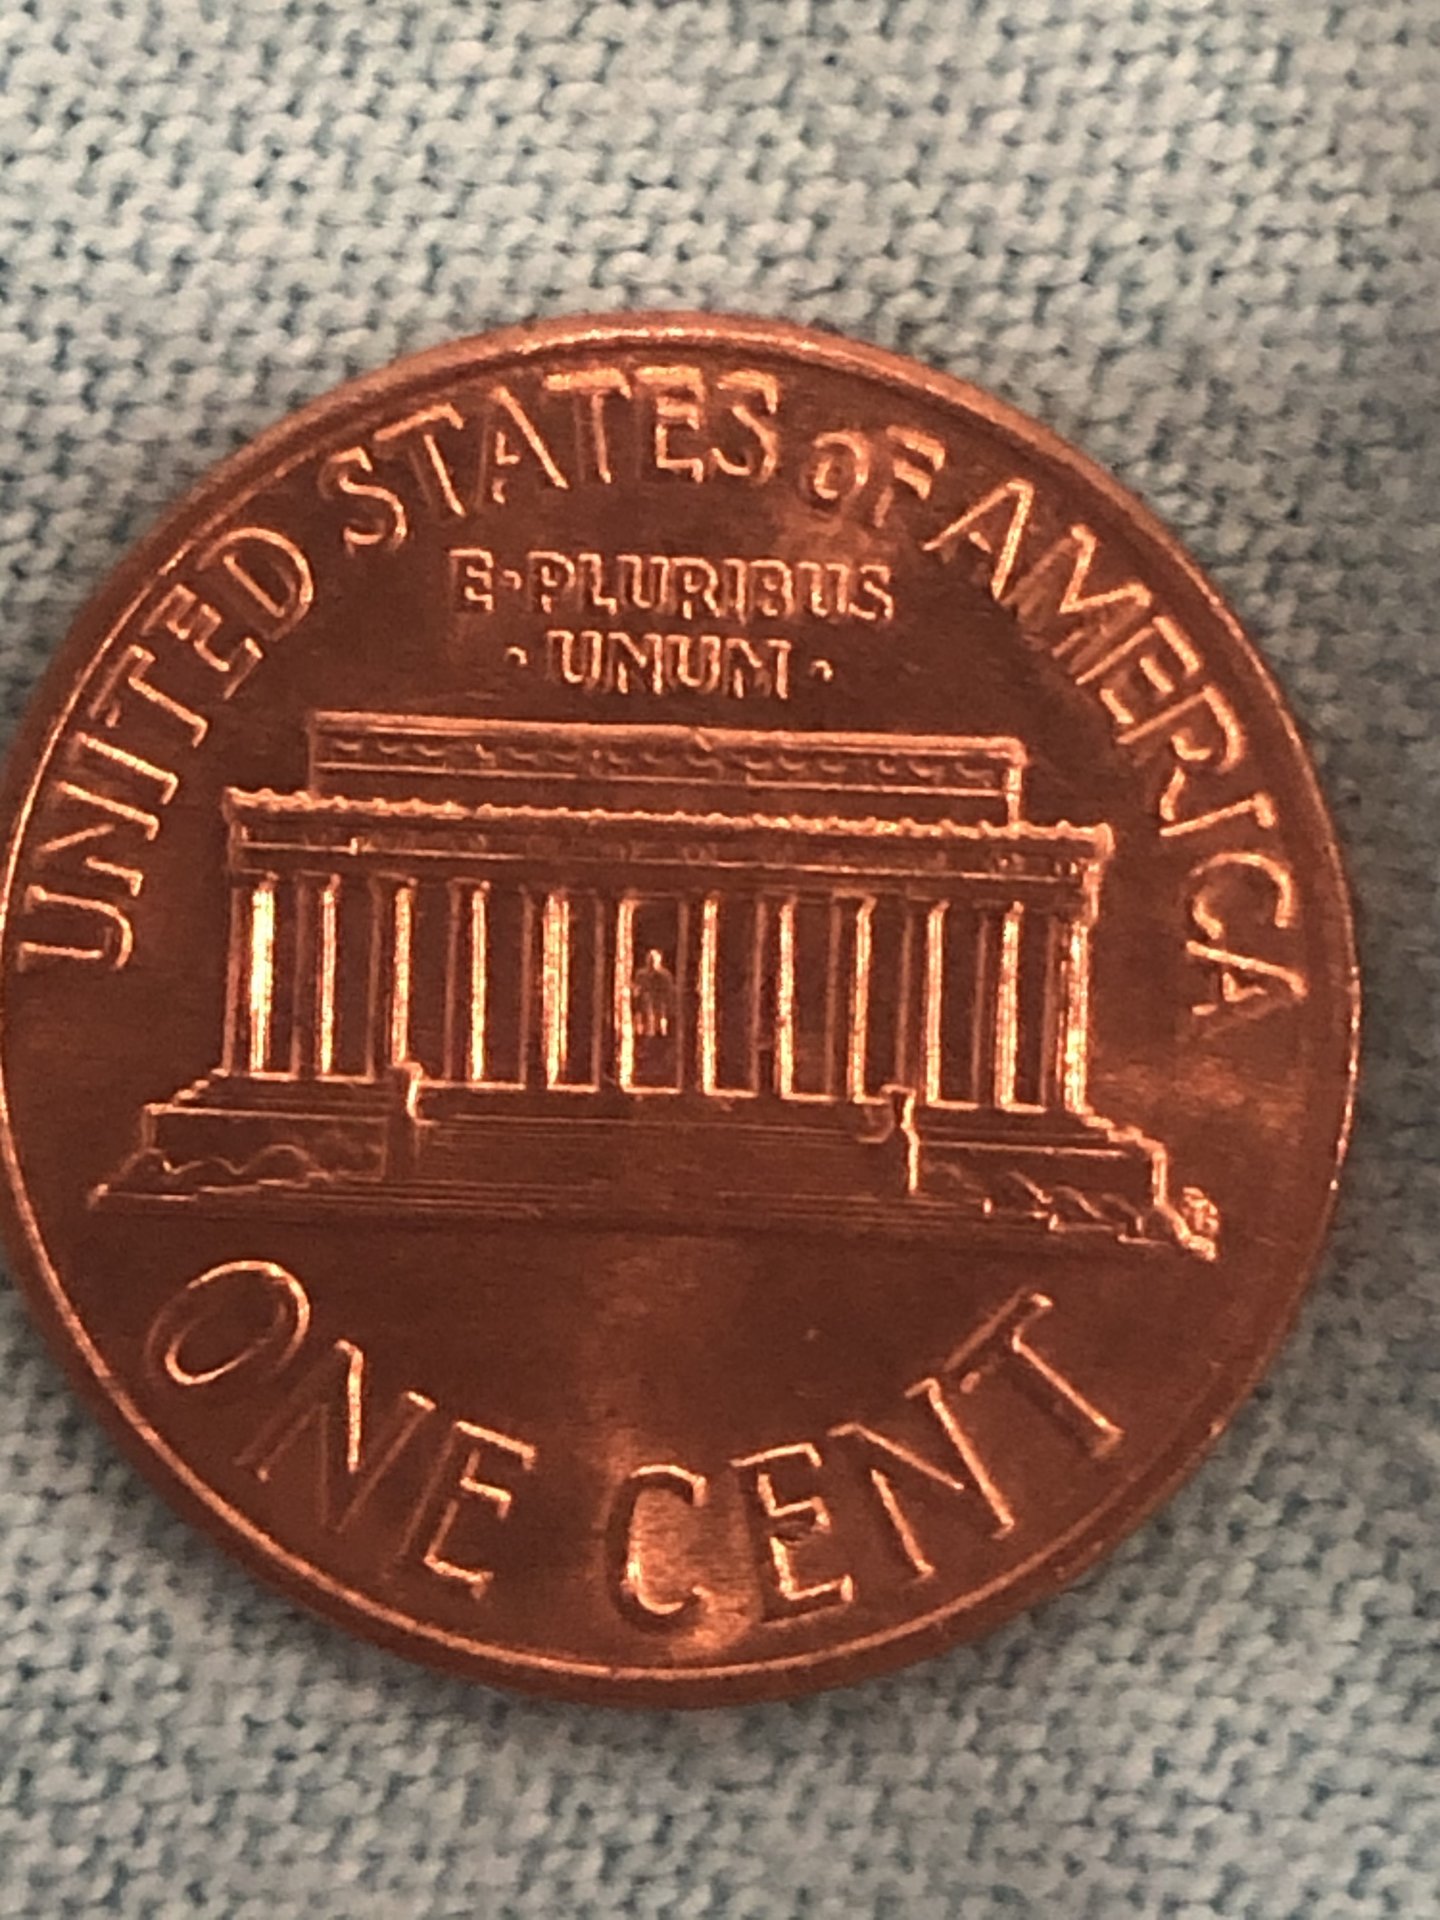 UNITED STATES OF AMERICA
E·PLURIBUS
·UNUM·
ONE CENT